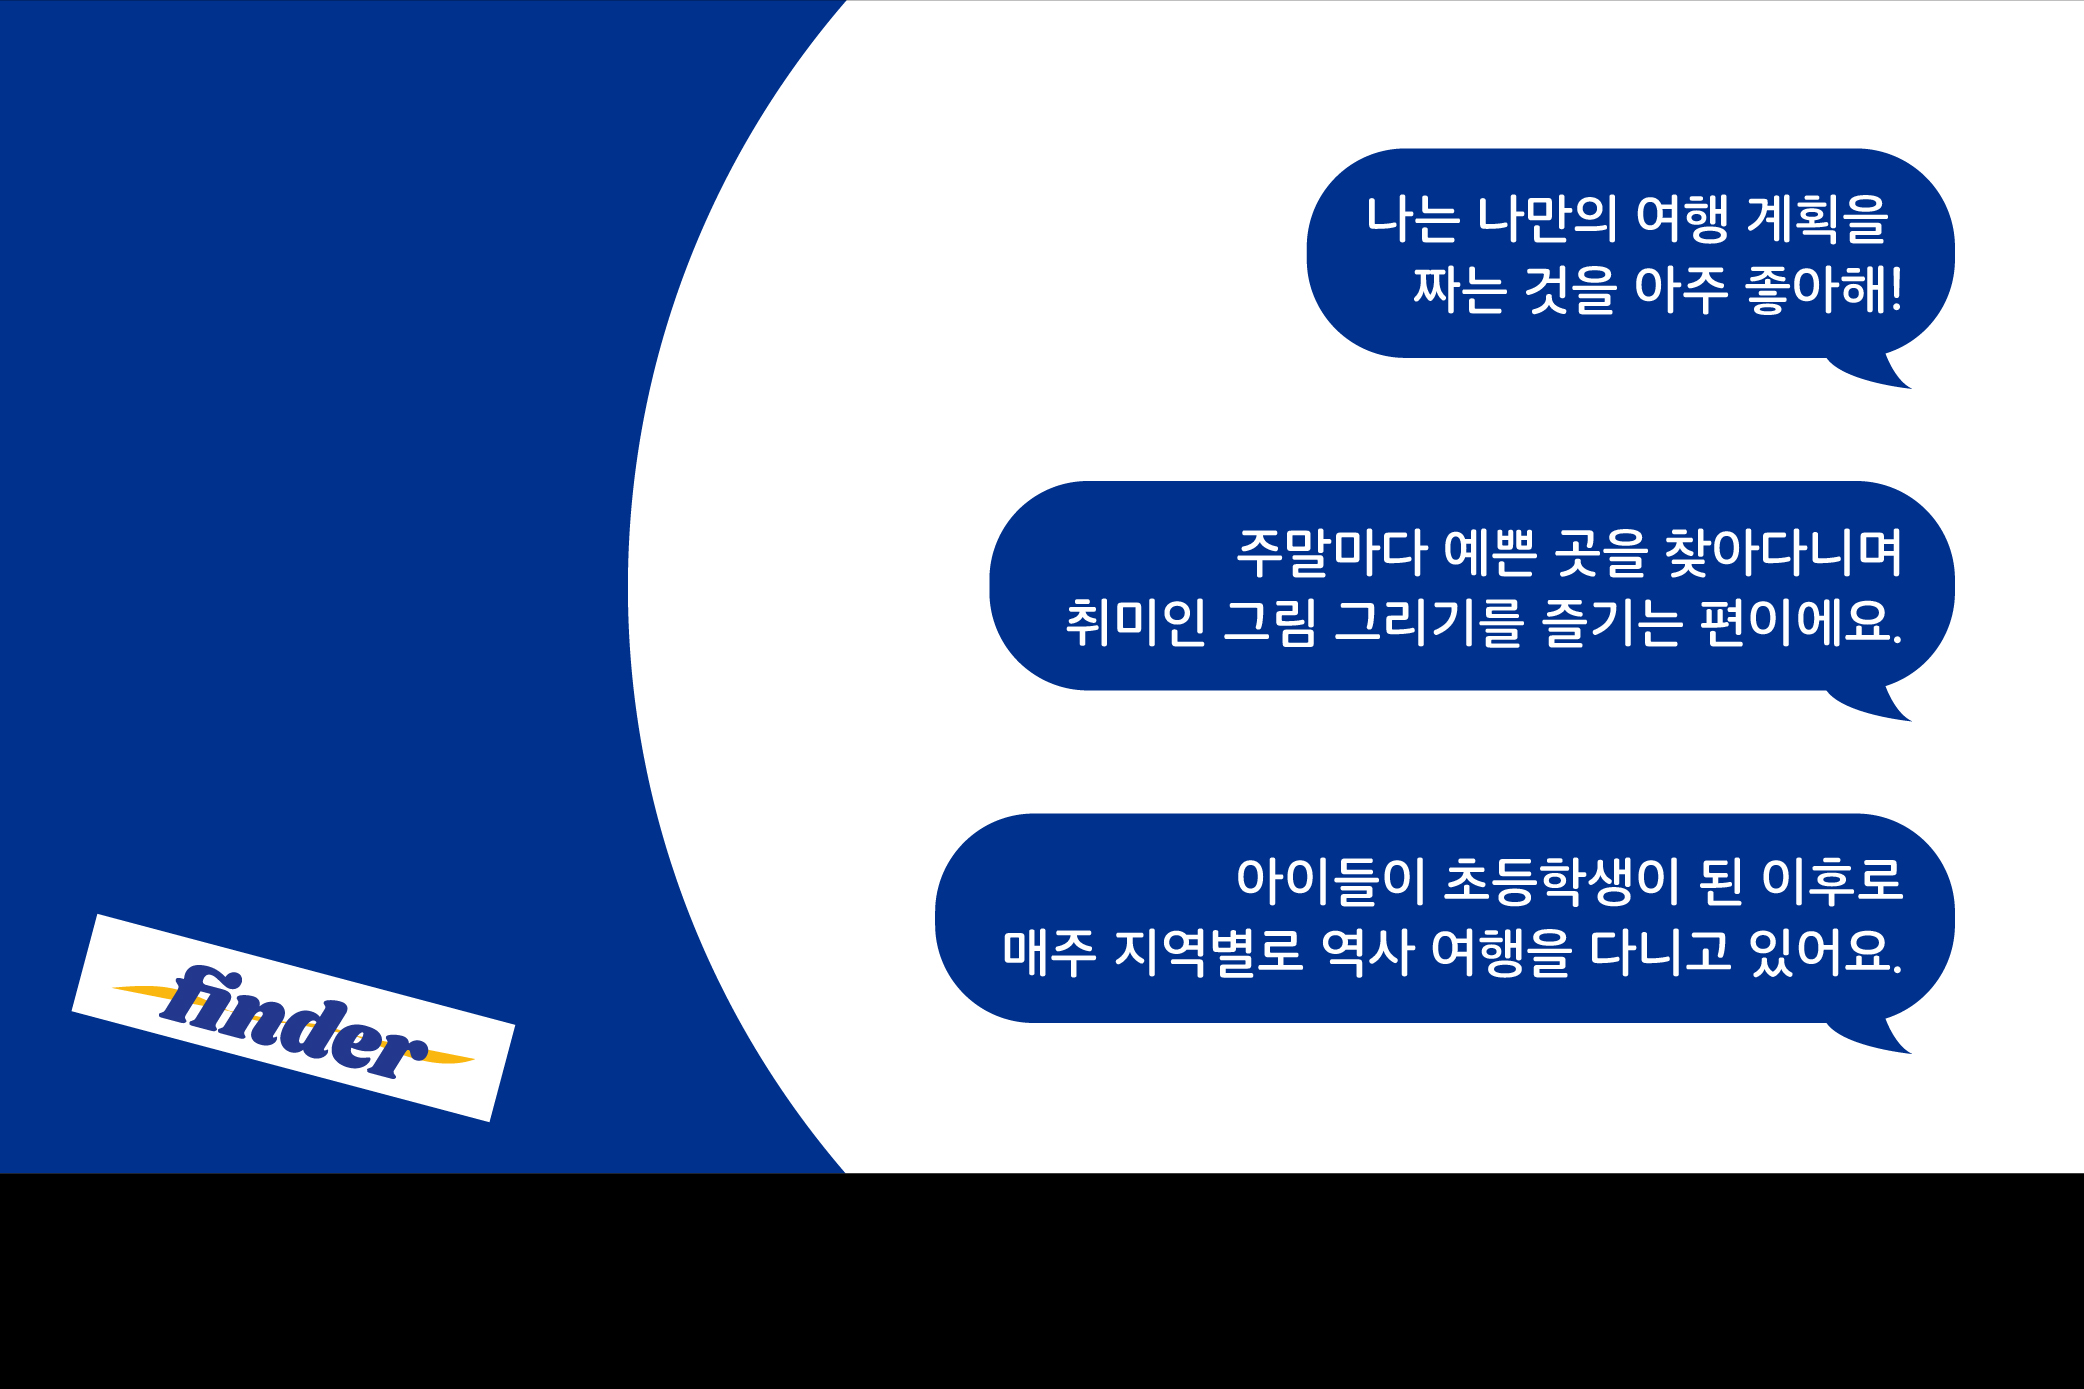 나는 나만의 여행 계획을
짜는 것을 아주 좋아해!
주말마다 예쁜 곳을 찾아다니며
취미인 그림 그리기를 즐기는 편이에요.
아이들이 초등학생이 된 이후로
매주 지역별로 역사 여행을 다니고 있어요.
finder